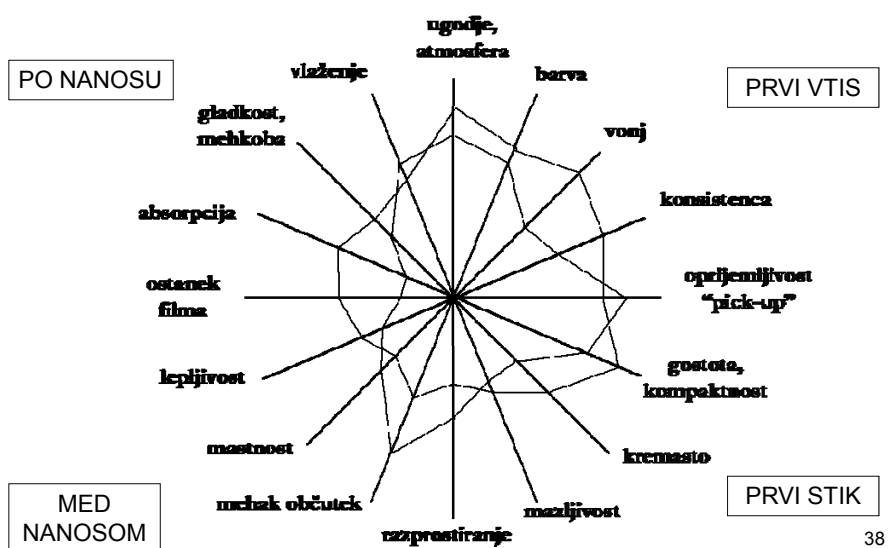 ugodje,
atmosfera
barva
vonj
konsistenca
oprijemljivost
“pick-up”
gostota,
kompaktnost
kremasto
mazljivost
razprostiranje
mehak občutek
mastnost
lepljivost
ostanek
filma
absorpcija
gladkost,
mehkoba
vlaženje
PO NANOSU
PRVI VTIS
MED
NANOSOM
PRVI STIK
38